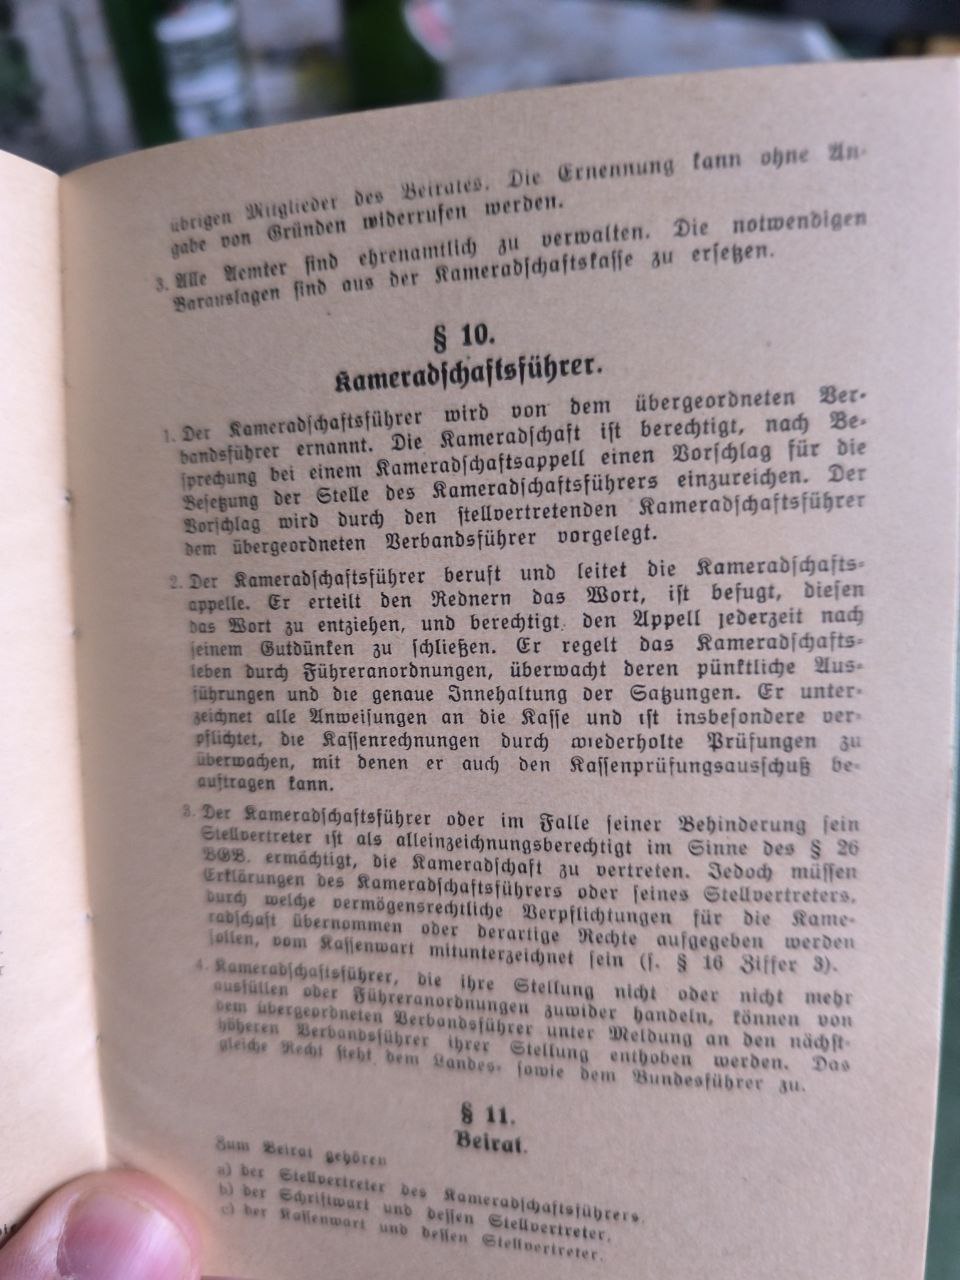 übrigen Mitglieder des Beirates. Die Ernennung kann ohne An-
gabe von Gründen widerrufen werden.
3. Alle Aemter sind ehrenamtlich zu verwalten. Die notwendigen
Barauslagen sind aus der Kameradschaftskasse zu ersetzen.
§ 10.
Kameradschaftsführer.
1. Der Kameradschaftsführer wird von dem übergeordneten Ver-
bandsführer ernannt. Die Kameradschaft ist berechtigt, nach Be-
sprechung bei einem Kameradschaftsappell einen Vorschlag für die
Besetzung der Stelle des Kameradschaftsführers einzureichen. Der
Vorschlag wird durch den stellvertretenden Kameradschaftsführer
dem übergeordneten Verbandsführer vorgelegt.
2. Der Kameradschaftsführer beruft und leitet die Kameradschafts-
appelle. Er erteilt den Rednern das Wort, ist befugt, diesen
das Wort zu entziehen, und berechtigt, den Appell jederzeit nach
seinem Gutdünken zu schließen. Er regelt das Kameradschafts-
leben durch Führeranordnungen, überwacht deren pünktliche Aus-
führungen und die genaue Innehaltung der Satzungen. Er unter-
zeichnet alle Anweisungen an die Kasse und ist insbesondere ver-
pflichtet, die Kassenrechnungen durch wiederholte Prüfungen zu
überwachen, mit denen er auch den Kassenprüfungsausschuß be-
auftragen kann.
3. Der Kameradschaftsführer oder im Falle seiner Behinderung sein
Stellvertreter ist als alleinzeichnungsberechtigt im Sinne des § 26
BGB. ermächtigt, die Kameradschaft zu vertreten. Jedoch müssen
Erklärungen des Kameradschaftsführers oder seines Stellvertreters,
durch welche vermögensrechtliche Verpflichtungen für die Kame-
radschaft übernommen oder derartige Rechte aufgegeben werden
sollen, vom Kassenwart mitunterzeichnet sein (s. § 16 Ziffer 3).
4. Kameradschaftsführer, die ihre Stellung nicht oder nicht mehr
ausfüllen oder Führeranordnungen zuwider handeln, können von
dem übergeordneten Verbandsführer unter Meldung an den nächst-
höheren Verbandsführer ihrer Stellung enthoben werden. Das
gleiche Recht steht dem Landes- sowie dem Bundesführer zu.
§ 11.
Beirat.
Zum Beirat gehören
a) der Stellvertreter des Kameradschaftsführers.
b) der Schriftwart und dessen Stellvertreter.
c) der Kassenwart und dessen Stellvertreter.